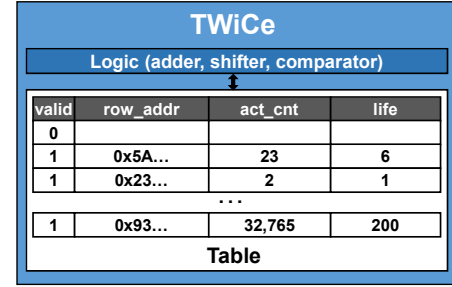 TWiCe
Logic (adder, shifter, comparator)
valid row_addr act_cnt life
0
1 0x5A... 23 6
1 0x23... 2 1
...
1 0x93... 32,765 200
Table